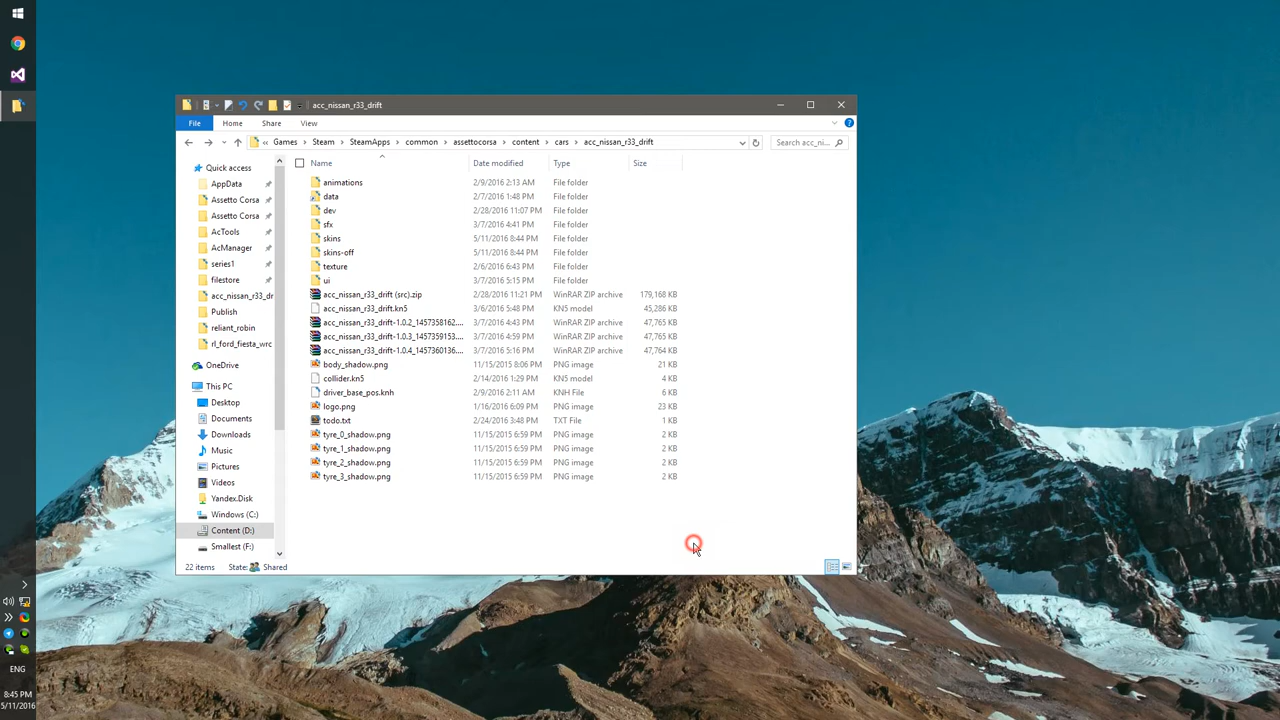 acc_nissan_r33_drift
File Home Share View
« Games › Steam › SteamApps › common › assettocorsa › content › cars › acc_nissan_r33_drift
Search acc_ni...
Name Date modified Type Size
Quick access
AppData
Assetto Corsa
Assetto Corsa
AcTools
AcManager
series1
filestore
acc_nissan_r33_dr
Publish
reliant_robin
rl_ford_fiesta_wrc
OneDrive
This PC
Desktop
Documents
Downloads
Music
Pictures
Videos
Yandex.Disk
Windows (C:)
Content (D:)
Smallest (F:)
animations 2/9/2016 2:13 AM File folder
data 2/7/2016 1:48 PM File folder
dev 2/28/2016 11:07 PM File folder
sfx 3/7/2016 4:41 PM File folder
skins 5/11/2016 8:44 PM File folder
skins-off 5/11/2016 8:44 PM File folder
texture 2/6/2016 6:43 PM File folder
ui 3/7/2016 5:15 PM File folder
acc_nissan_r33_drift (src).zip 2/28/2016 11:21 PM WinRAR ZIP archive 179,168 KB
acc_nissan_r33_drift.kn5 3/6/2016 5:48 PM KN5 model 45,286 KB
acc_nissan_r33_drift-1.0.2_1457358162.... 3/7/2016 4:43 PM WinRAR ZIP archive 47,765 KB
acc_nissan_r33_drift-1.0.3_1457359153.... 3/7/2016 4:59 PM WinRAR ZIP archive 47,765 KB
acc_nissan_r33_drift-1.0.4_1457360136.... 3/7/2016 5:16 PM WinRAR ZIP archive 47,764 KB
body_shadow.png 11/15/2015 8:06 PM PNG image 21 KB
collider.kn5 2/14/2016 1:29 PM KN5 model 4 KB
driver_base_pos.knh 2/9/2016 2:11 AM KNH File 6 KB
logo.png 1/16/2016 6:09 PM PNG image 23 KB
todo.txt 2/24/2016 3:48 PM TXT File 1 KB
tyre_0_shadow.png 11/15/2015 6:59 PM PNG image 2 KB
tyre_1_shadow.png 11/15/2015 6:59 PM PNG image 2 KB
tyre_2_shadow.png 11/15/2015 6:59 PM PNG image 2 KB
tyre_3_shadow.png 11/15/2015 6:59 PM PNG image 2 KB
22 items State: Shared
ENG
8:45 PM
5/11/2016